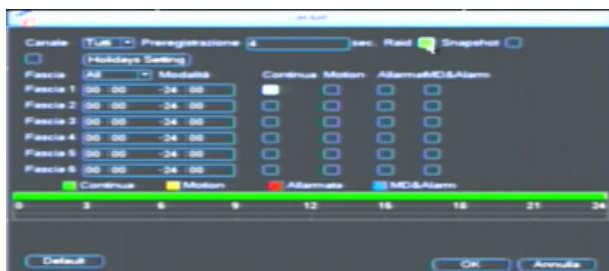 Canale Tutti Preregistrazione 4 sec. Raid Snapshot
Holidays Setting
Fascia All Modalità Continua Motion Allarmata MD&Alarm
Fascia 1 00 :00 -24 :00
Fascia 2 00 :00 -24 :00
Fascia 3 00 :00 -24 :00
Fascia 4 00 :00 -24 :00
Fascia 5 00 :00 -24 :00
Fascia 6 00 :00 -24 :00
Continua Motion Allarmata MD&Alarm
0 3 6 9 12 15 18 21 24
Default OK Annulla